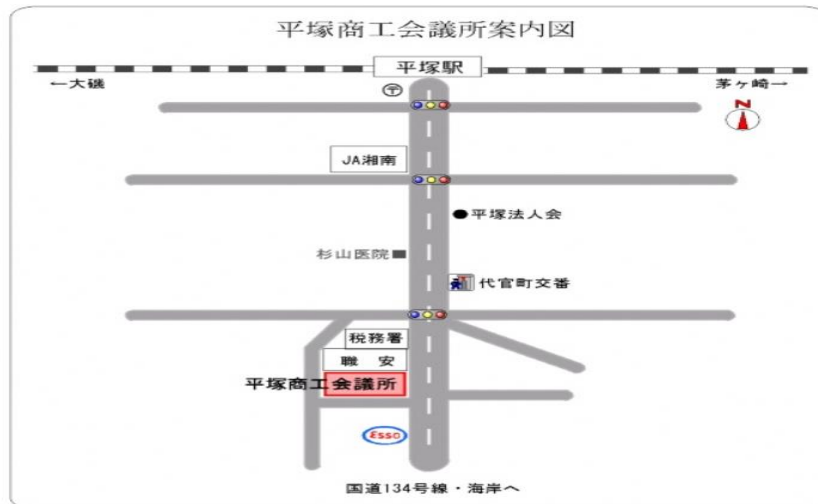 平塚商工会議所案内図
平塚駅
←大磯
茅ヶ崎→
〒
N
JA湘南
平塚法人会
杉山医院
代官町交番
税務署
職 安
平塚商工会議所
Esso
国道134号線・海岸へ